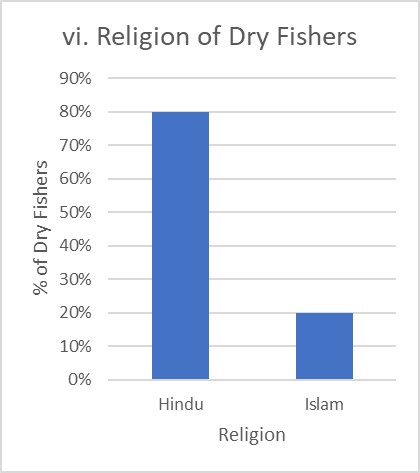 vi. Religion of Dry Fishers
% of Dry Fishers
90%
80%
70%
60%
50%
40%
30%
20%
10%
0%
Hindu
Islam
Religion